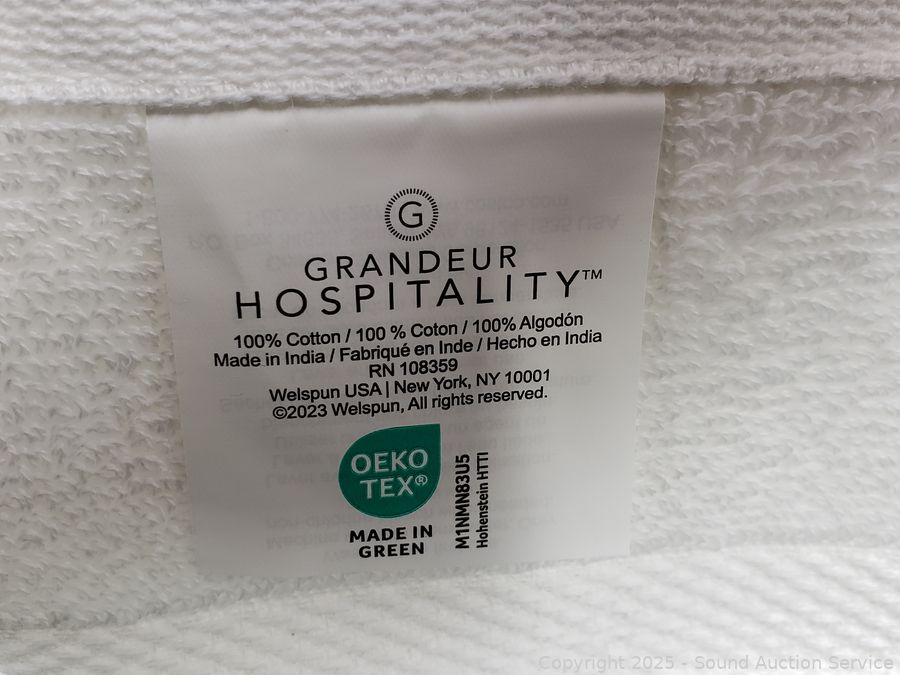 G
GRANDEUR
HOSPITALITY™
100% Cotton / 100 % Coton / 100% Algodón
Made in India / Fabriqué en Inde / Hecho en India
RN 108359
Welspun USA | New York, NY 10001
©2023 Welspun, All rights reserved.
OEKO
TEX®
MADE IN
GREEN
M1NMN83U5
Hohenstein HTTI
Copyright 2025 - Sound Auction Service